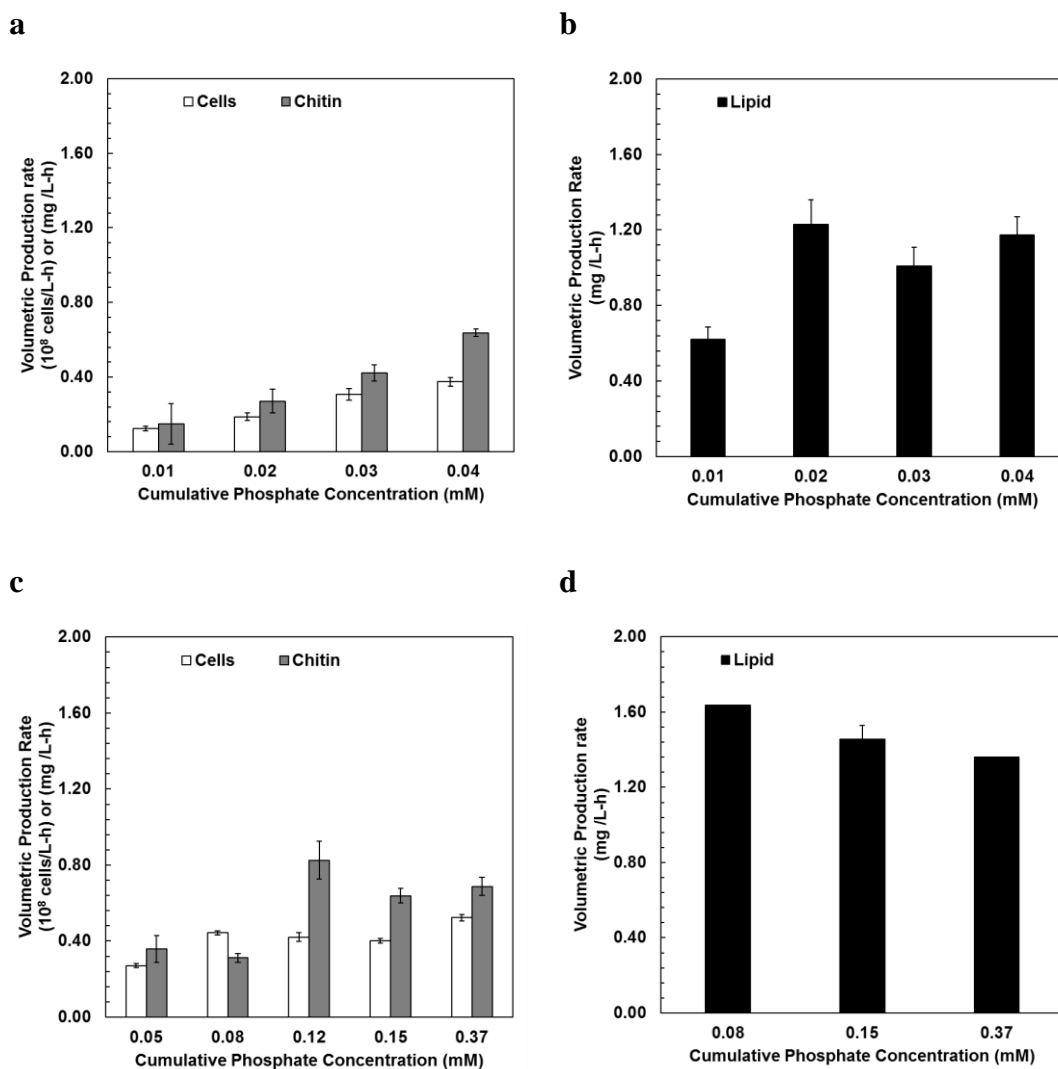 a
2.00
1.60
1.20
0.80
0.40
0.00
Cells Chitin
Volumetric Production rate
(10⁸ cells/L-h) or (mg /L-h)
0.01 0.02 0.03 0.04
Cumulative Phosphate Concentration (mM)
b
2.00
1.60
1.20
0.80
0.40
0.00
Lipid
Volumetric Production Rate
(mg /L-h)
0.01 0.02 0.03 0.04
Cumulative Phosphate Concentration (mM)
c
2.00
1.60
1.20
0.80
0.40
0.00
Cells Chitin
Volumetric Production Rate
(10⁸ cells/L-h) or (mg /L-h)
0.05 0.08 0.12 0.15 0.37
Cumulative Phosphate Concentration (mM)
d
2.00
1.60
1.20
0.80
0.40
0.00
Lipid
Volumetric Production rate
(mg /L-h)
0.08 0.15 0.37
Cumulative Phosphate Concentration (mM)